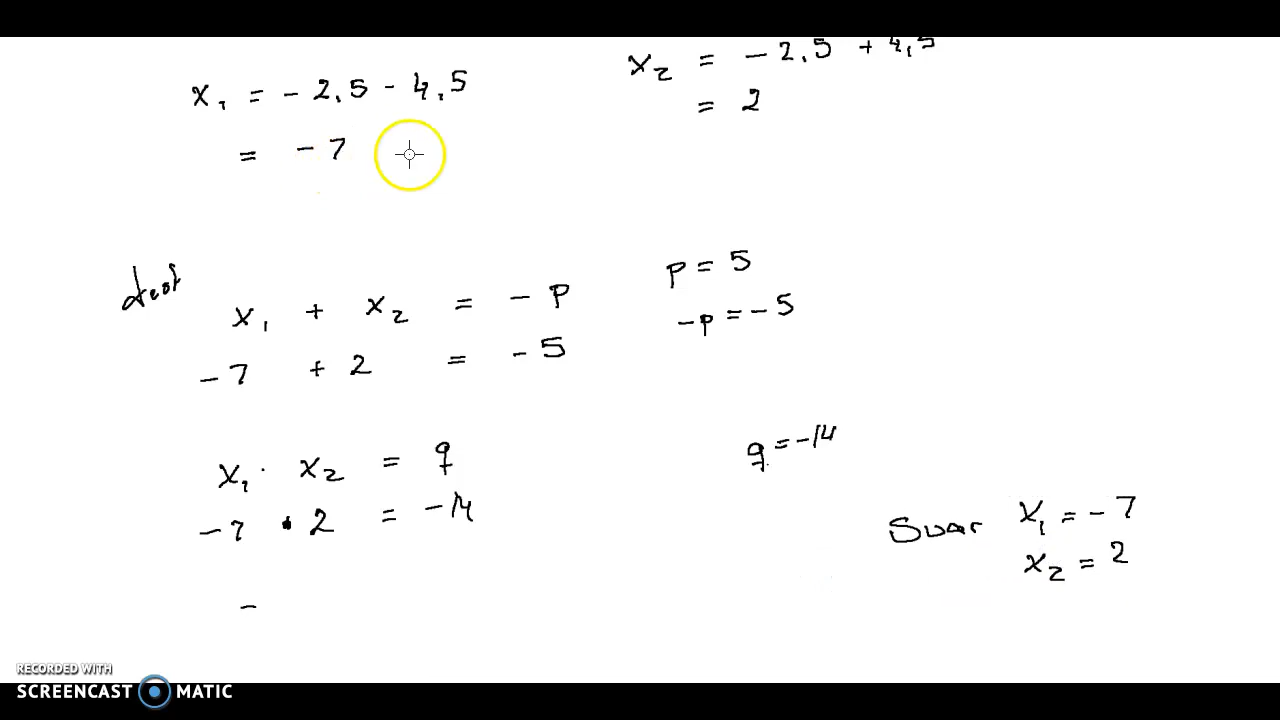 x₁ = - 2,5 - 4,5
= - 7
x₂ = - 2,5 + 4,5
= 2
x₁ + x₂ = - p
- 7 + 2 = - 5
p = 5
-p = - 5
x₁ · x₂ = q
- 7 · 2 = -14
q = -14
Svar x₁ = - 7
x₂ = 2
-
RECORDED WITH
SCREENCAST MATIC